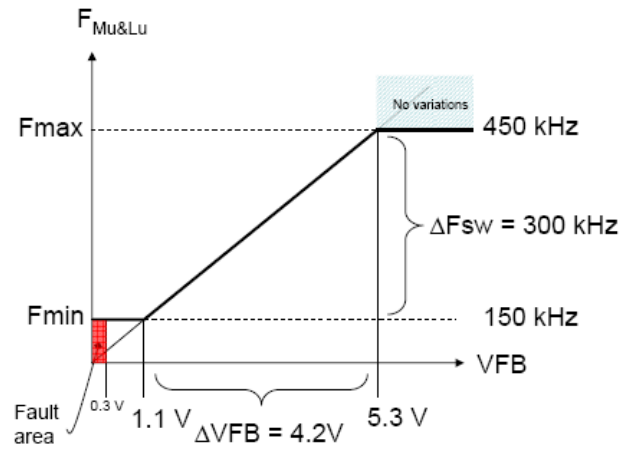 F Mu&Lu
No variations
Fmax
450 kHz
ΔFsw = 300 kHz
Fmin
150 kHz
VFB
0.3 V
1.1 V
5.3 V
Fault
area
ΔVFB = 4.2V